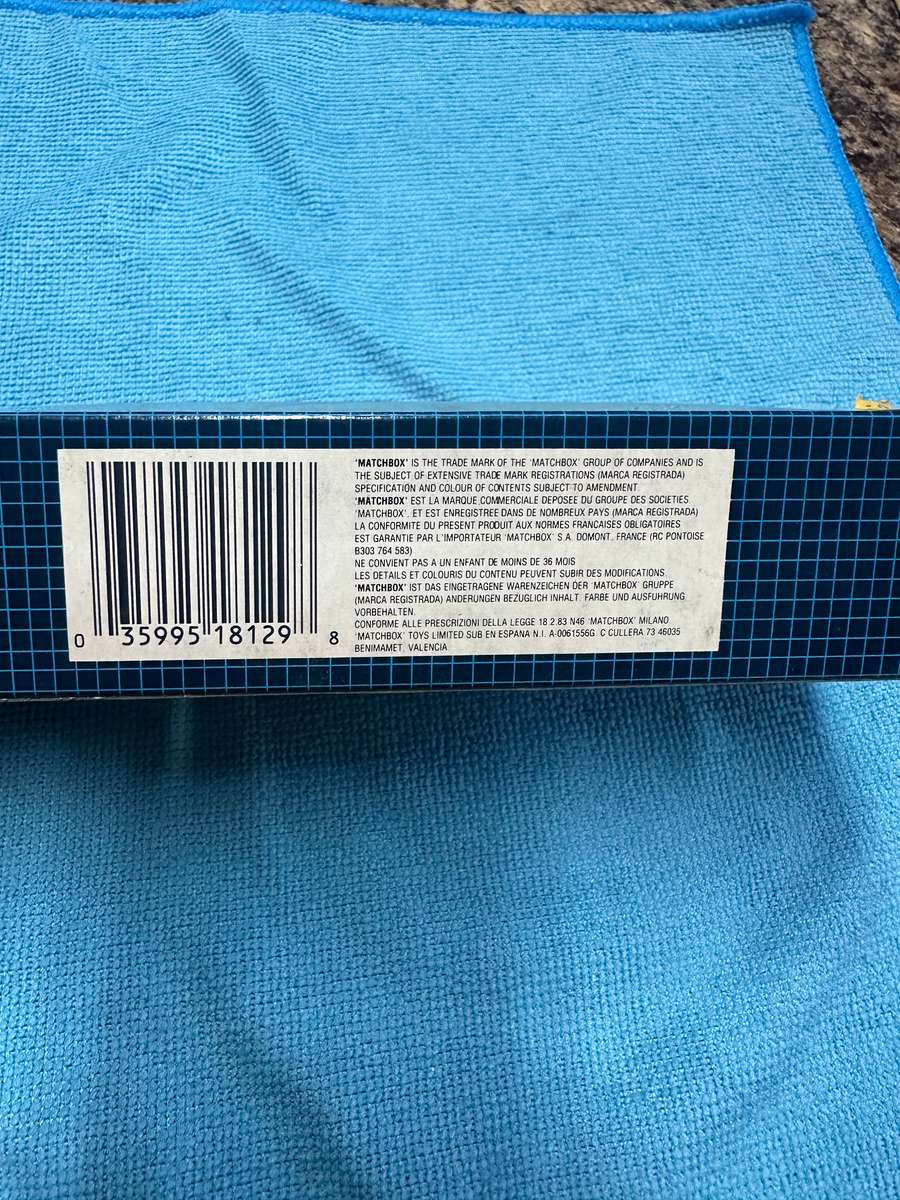 0 35995 18129 8
'MATCHBOX' IS THE TRADE MARK OF THE 'MATCHBOX' GROUP OF COMPANIES AND IS
THE SUBJECT OF EXTENSIVE TRADE MARK REGISTRATIONS (MARCA REGISTRADA)
SPECIFICATION AND COLOUR OF CONTENTS SUBJECT TO AMENDMENT.
'MATCHBOX' EST LA MARQUE COMMERCIALE DEPOSEE DU GROUPE DES SOCIETES
'MATCHBOX'. ET EST ENREGISTREE DANS DE NOMBREUX PAYS (MARCA REGISTRADA)
LA CONFORMITE DU PRESENT PRODUIT AUX NORMES FRANCAISES OBLIGATOIRES
EST GARANTIE PAR L'IMPORTATEUR 'MATCHBOX' S.A. DOMONT, FRANCE (RC PONTOISE
B303 764 583)
NE CONVIENT PAS A UN ENFANT DE MOINS DE 36 MOIS
LES DETAILS ET COLOURIS DU CONTENU PEUVENT SUBIR DES MODIFICATIONS.
'MATCHBOX' IST DAS EINGETRAGENE WARENZEICHEN DER 'MATCHBOX' GRUPPE
(MARCA REGISTRADA) ANDERUNGEN BEZUGLICH INHALT. FARBE UND AUSFUHRUNG
VORBEHALTEN.
CONFORME ALLE PRESCRIZIONI DELLA LEGGE 18.2.83 N46 'MATCHBOX' MILANO
'MATCHBOX' TOYS LIMITED SUB EN ESPANA N.I. A-0061556G C CULLERA 73 46035
BENIMAMET, VALENCIA